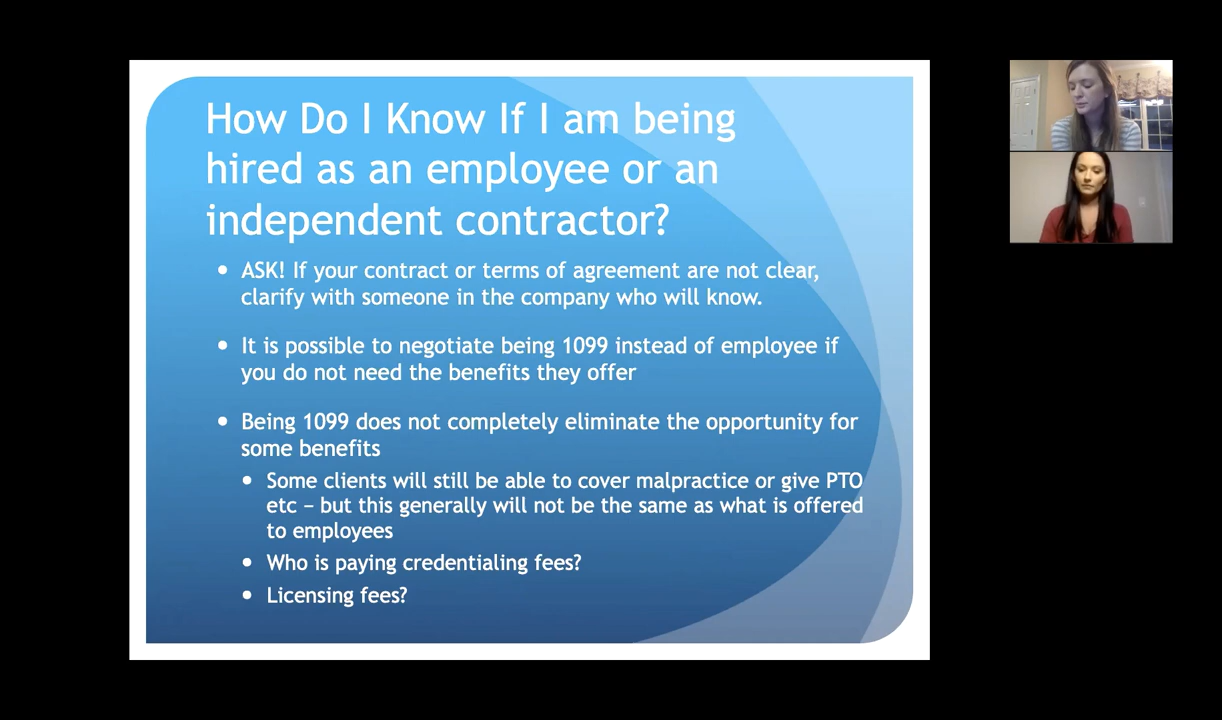 How Do I Know If I am being
hired as an employee or an
independent contractor?
• ASK! If your contract or terms of agreement are not clear,
clarify with someone in the company who will know.
• It is possible to negotiate being 1099 instead of employee if
you do not need the benefits they offer
• Being 1099 does not completely eliminate the opportunity for
some benefits
• Some clients will still be able to cover malpractice or give PTO
etc – but this generally will not be the same as what is offered
to employees
• Who is paying credentialing fees?
• Licensing fees?